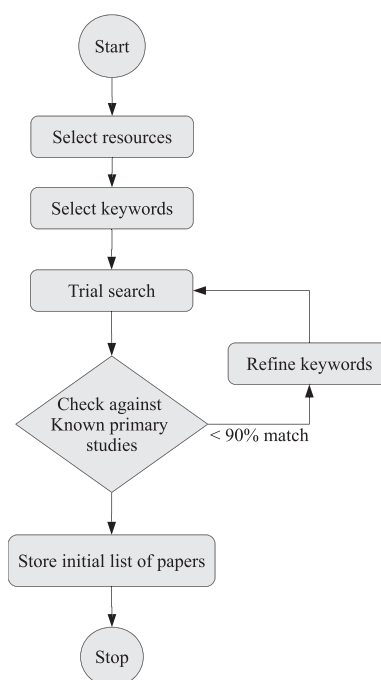 Start
Select resources
Select keywords
Trial search
Refine keywords
Check against
Known primary
studies
< 90% match
Store initial list of papers
Stop